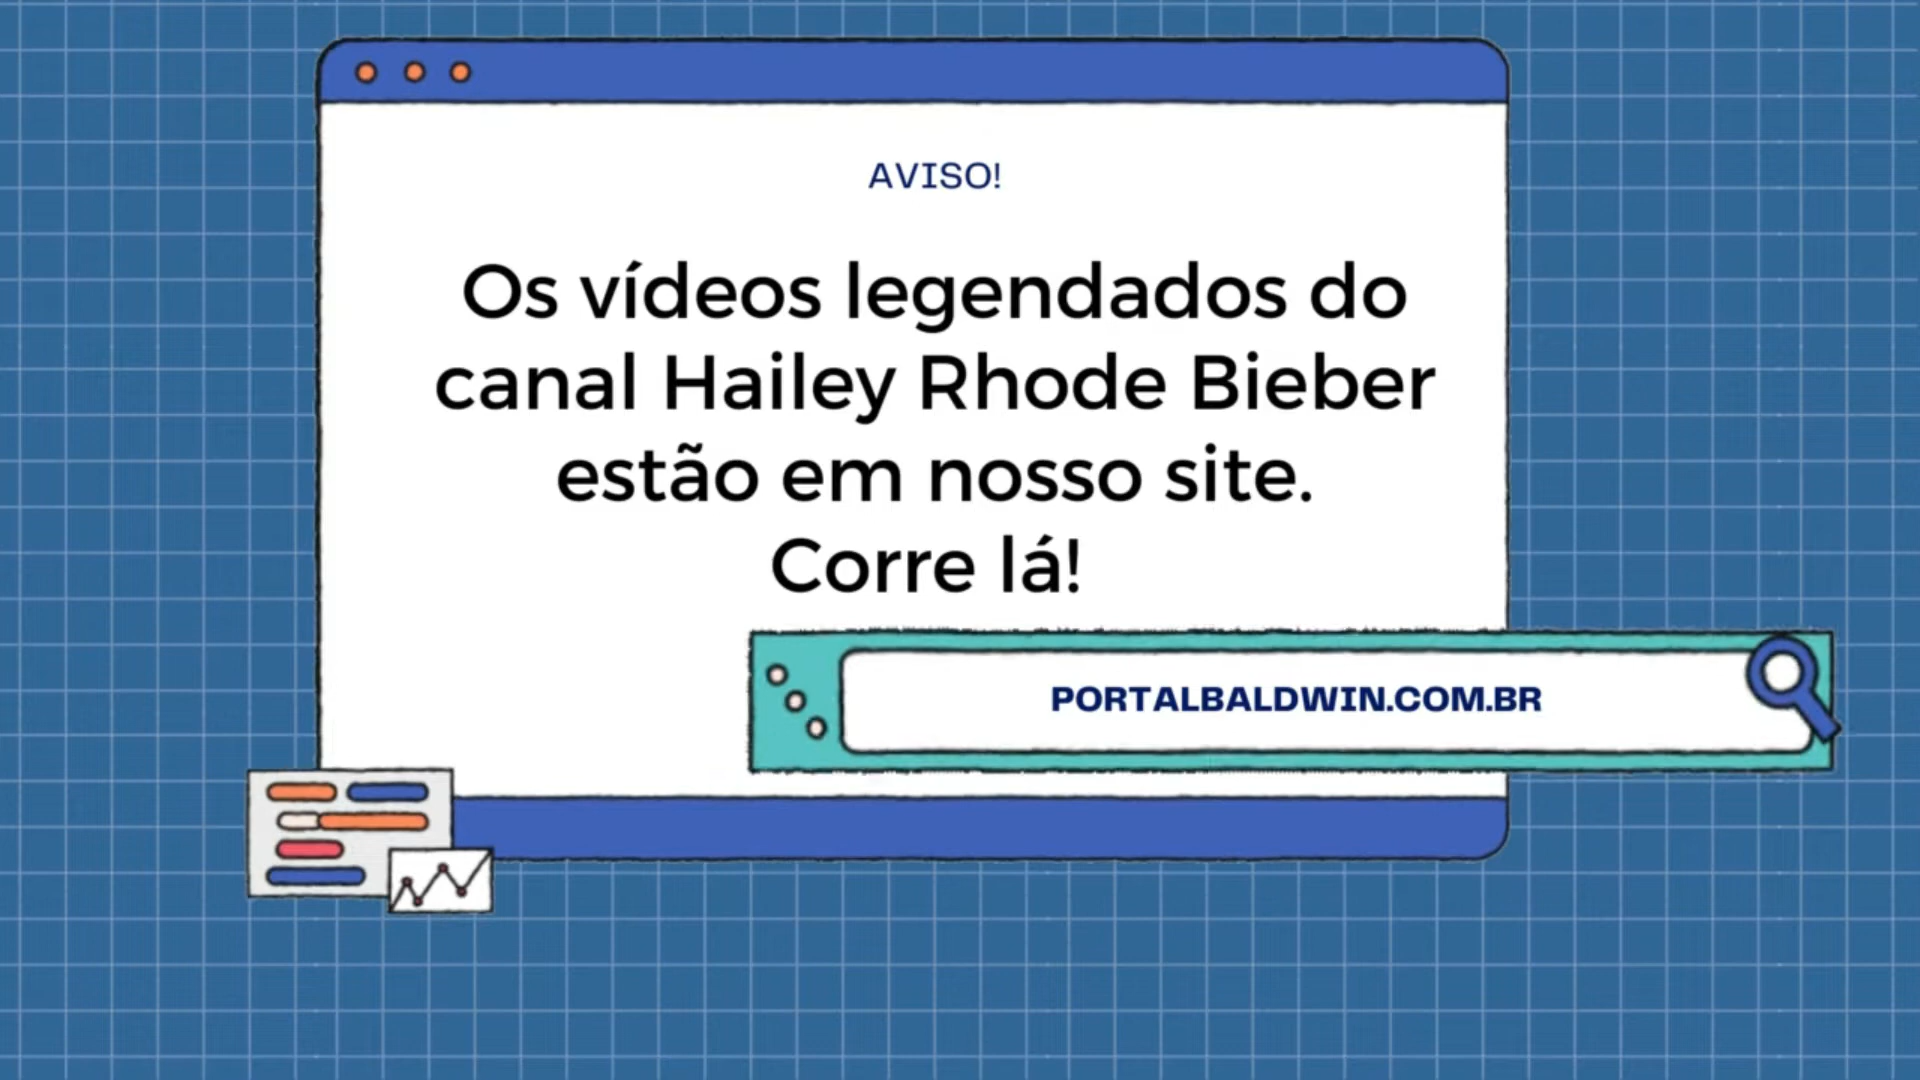 AVISO!
Os vídeos legendados do
canal Hailey Rhode Bieber
estão em nosso site.
Corre lá!
PORTALBALDWIN.COM.BR